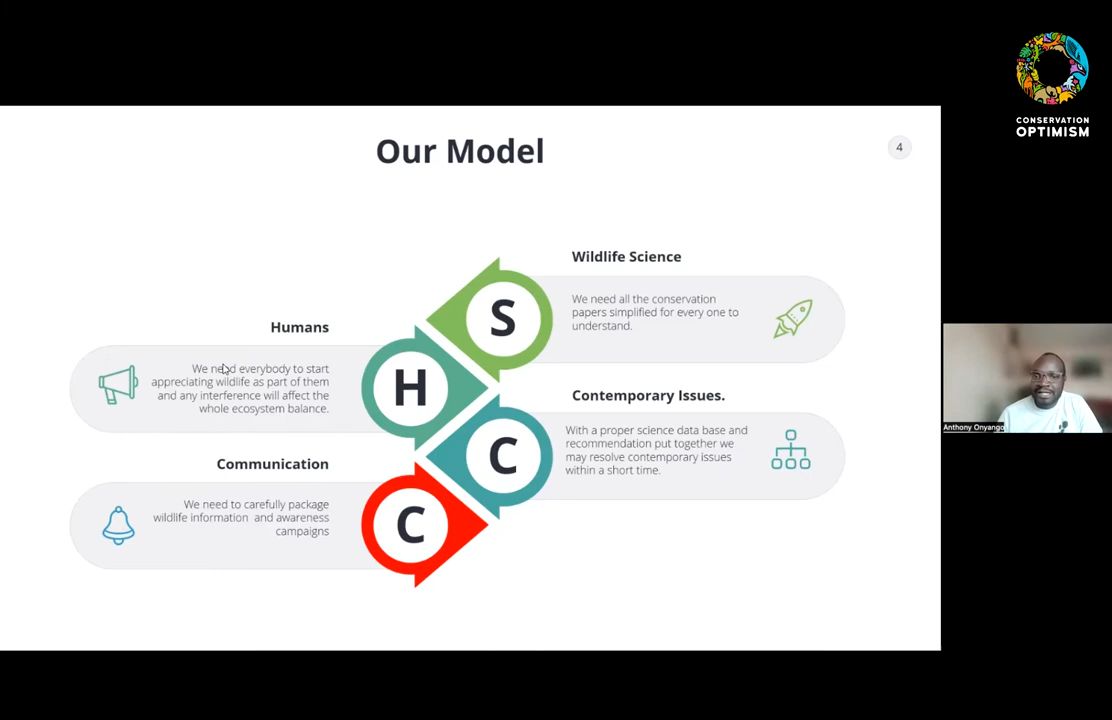 CONSERVATION
OPTIMISM
Our Model
4
Wildlife Science
We need all the conservation
papers simplified for every one to
understand.
S
Humans
We need everybody to start
appreciating wildlife as part of them
and any interference will affect the
whole ecosystem balance.
H
Contemporary Issues.
With a proper science data base and
recommendation put together we
may resolve contemporary issues
within a short time.
C
Communication
We need to carefully package
wildlife information and awareness
campaigns
C
Anthony Onyango